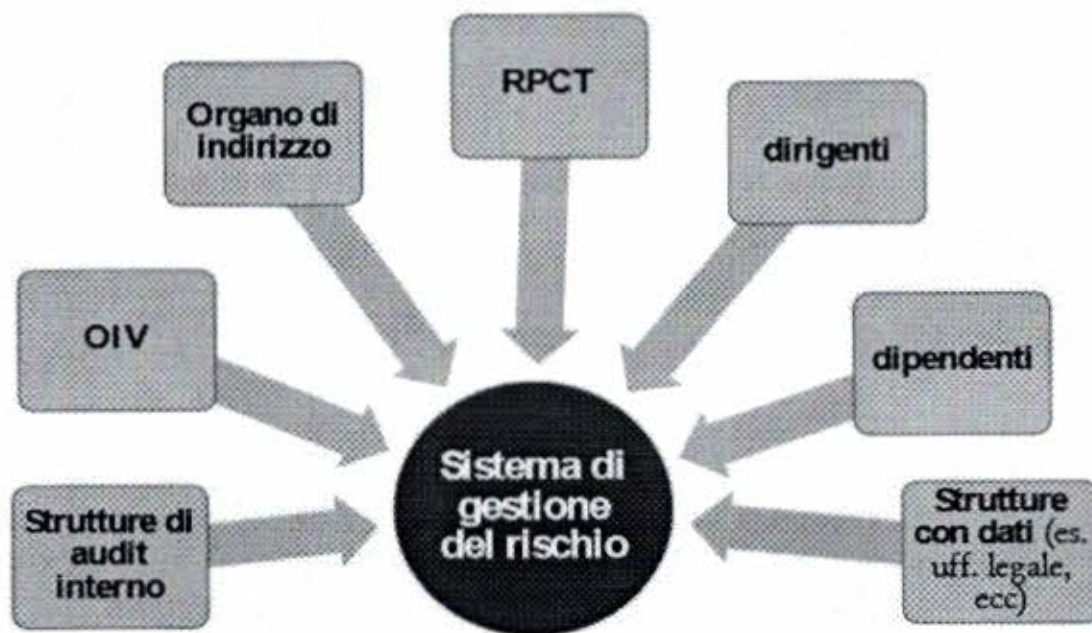 RPCT
Organo di
indirizzo
dirigenti
OIV
dipendenti
Strutture di
audit
interno
Sistema di
gestione
del rischio
Strutture
con dati (es.
uff. legale,
ecc)